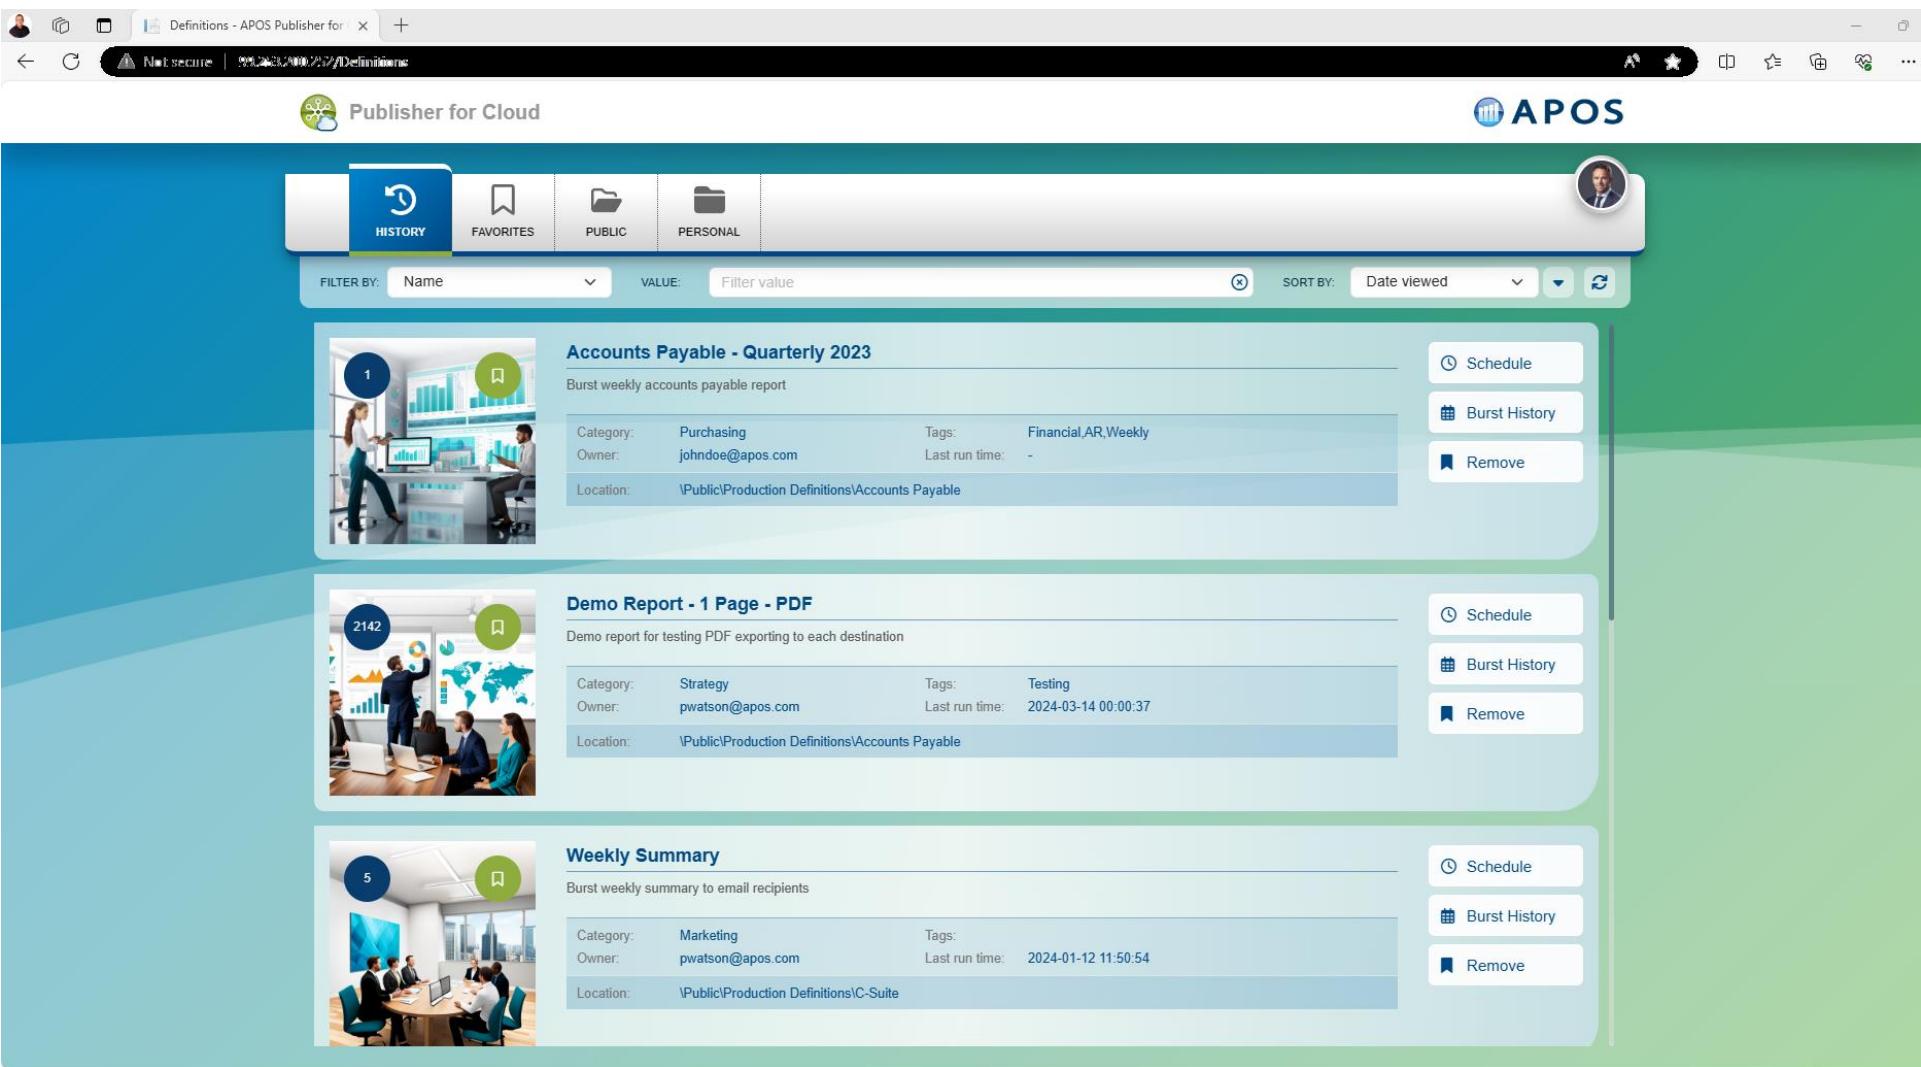 Definitions - APOS Publisher for
Not secure /Definitions
Publisher for Cloud
APOS
HISTORY FAVORITES PUBLIC PERSONAL
FILTER BY: Name VALUE: Filter value SORT BY: Date viewed
1
Accounts Payable - Quarterly 2023
Burst weekly accounts payable report
Category: Purchasing Tags: Financial,AR,Weekly
Owner: johndoe@apos.com Last run time: -
Location: \Public\Production Definitions\Accounts Payable
Schedule
Burst History
Remove
2142
Demo Report - 1 Page - PDF
Demo report for testing PDF exporting to each destination
Category: Strategy Tags: Testing
Owner: pwatson@apos.com Last run time: 2024-03-14 00:00:37
Location: \Public\Production Definitions\Accounts Payable
Schedule
Burst History
Remove
5
Weekly Summary
Burst weekly summary to email recipients
Category: Marketing Tags:
Owner: pwatson@apos.com Last run time: 2024-01-12 11:50:54
Location: \Public\Production Definitions\C-Suite
Schedule
Burst History
Remove